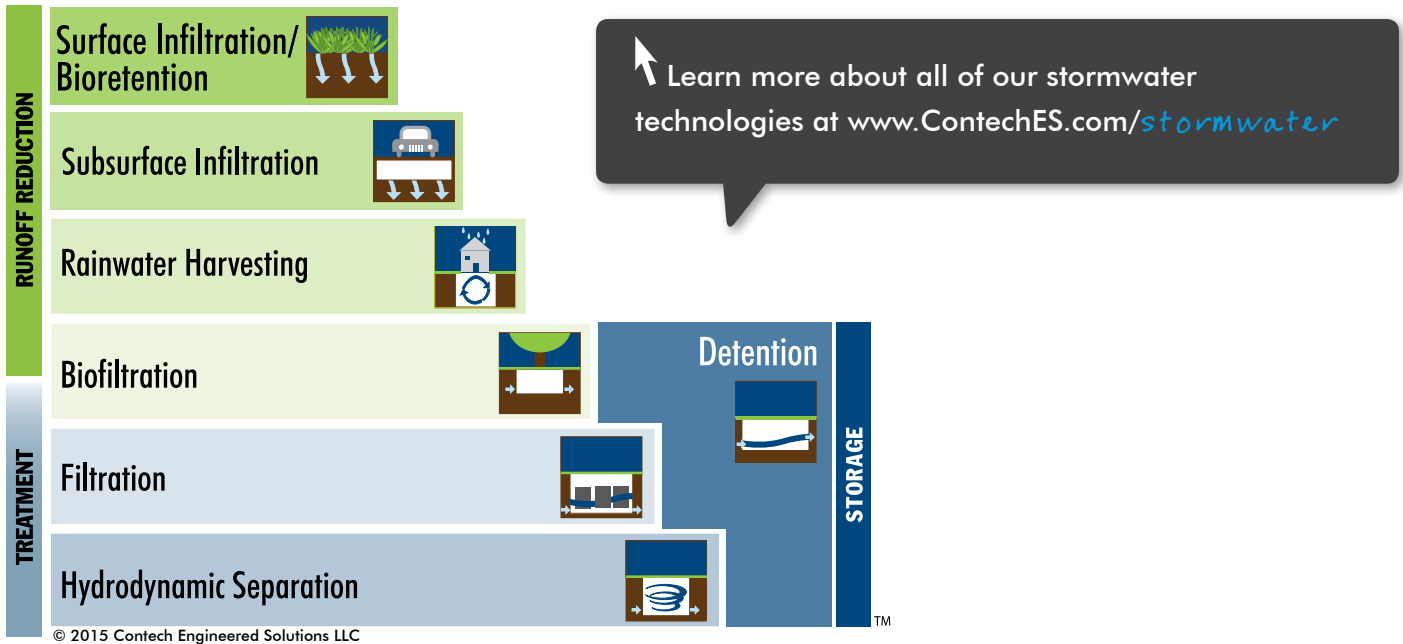 RUNOFF REDUCTION
Surface Infiltration/
Bioretention
Subsurface Infiltration
Rainwater Harvesting
Biofiltration
TREATMENT
Filtration
Hydrodynamic Separation
Detention
STORAGE
TM
Learn more about all of our stormwater
technologies at www.ContechES.com/stormwater
© 2015 Contech Engineered Solutions LLC